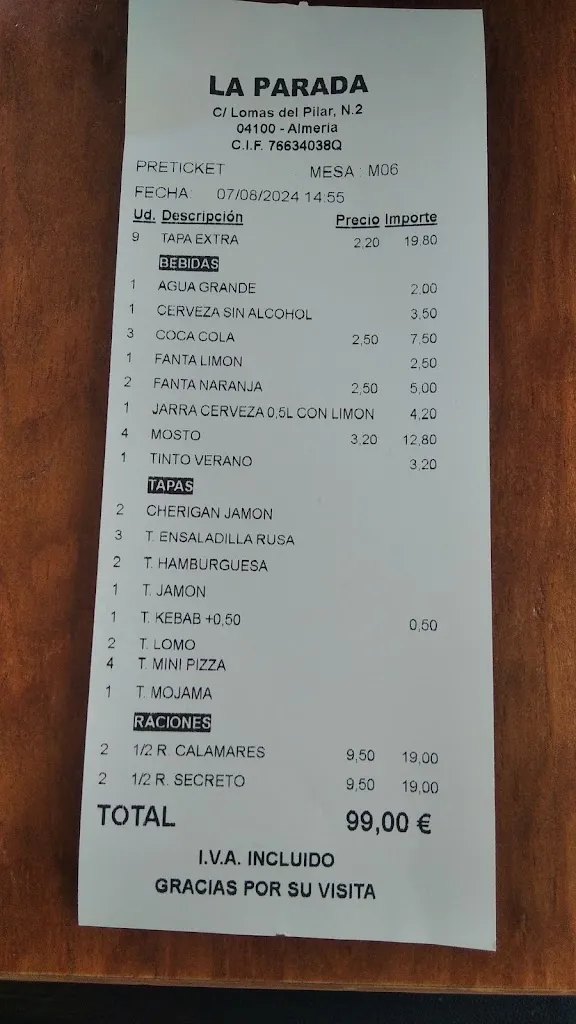 LA PARADA
C/ Lomas del Pilar, N.2
04100 - Almeria
C.I.F. 76634038Q
PRETICKET MESA : M06
FECHA: 07/08/2024 14:55
Ud. Descripción Precio Importe
9 TAPA EXTRA 2,20 19,80
BEBIDAS
1 AGUA GRANDE 2,00
1 CERVEZA SIN ALCOHOL 3,50
3 COCA COLA 2,50 7,50
1 FANTA LIMON 2,50
2 FANTA NARANJA 2,50 5,00
1 JARRA CERVEZA 0,5L CON LIMON 4,20
4 MOSTO 3,20 12,80
1 TINTO VERANO 3,20
TAPAS
2 CHERIGAN JAMON
3 T. ENSALADILLA RUSA
2 T. HAMBURGUESA
1 T. JAMON
1 T. KEBAB +0,50 0,50
2 T. LOMO
4 T. MINI PIZZA
1 T. MOJAMA
RACIONES
2 1/2 R. CALAMARES 9,50 19,00
2 1/2 R. SECRETO 9,50 19,00
TOTAL 99,00 €
I.V.A. INCLUIDO
GRACIAS POR SU VISITA